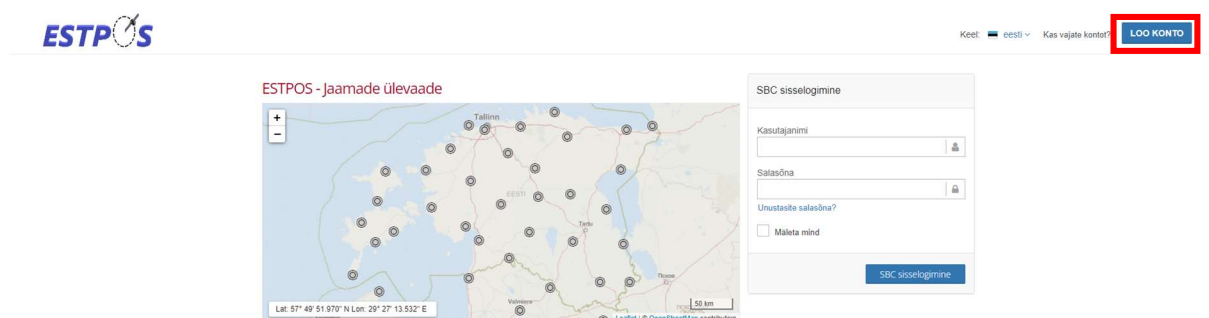 ESTPOS
Keel: eesti Kas vajate kontot? LOO KONTO
ESTPOS - Jaamade ülevaade
SBC sisselogimine
+
−
Tallinn
Kasutajanimi
Salasõna
EESTI
Unustasite salasõna?
Tartu
Mäleta mind
Псков
SBC sisselogimine
Valmiera
50 km
Lat: 57° 49' 51.970" N Lon: 29° 27' 13.532" E
Leaflet | © OpenStreetMap contributors